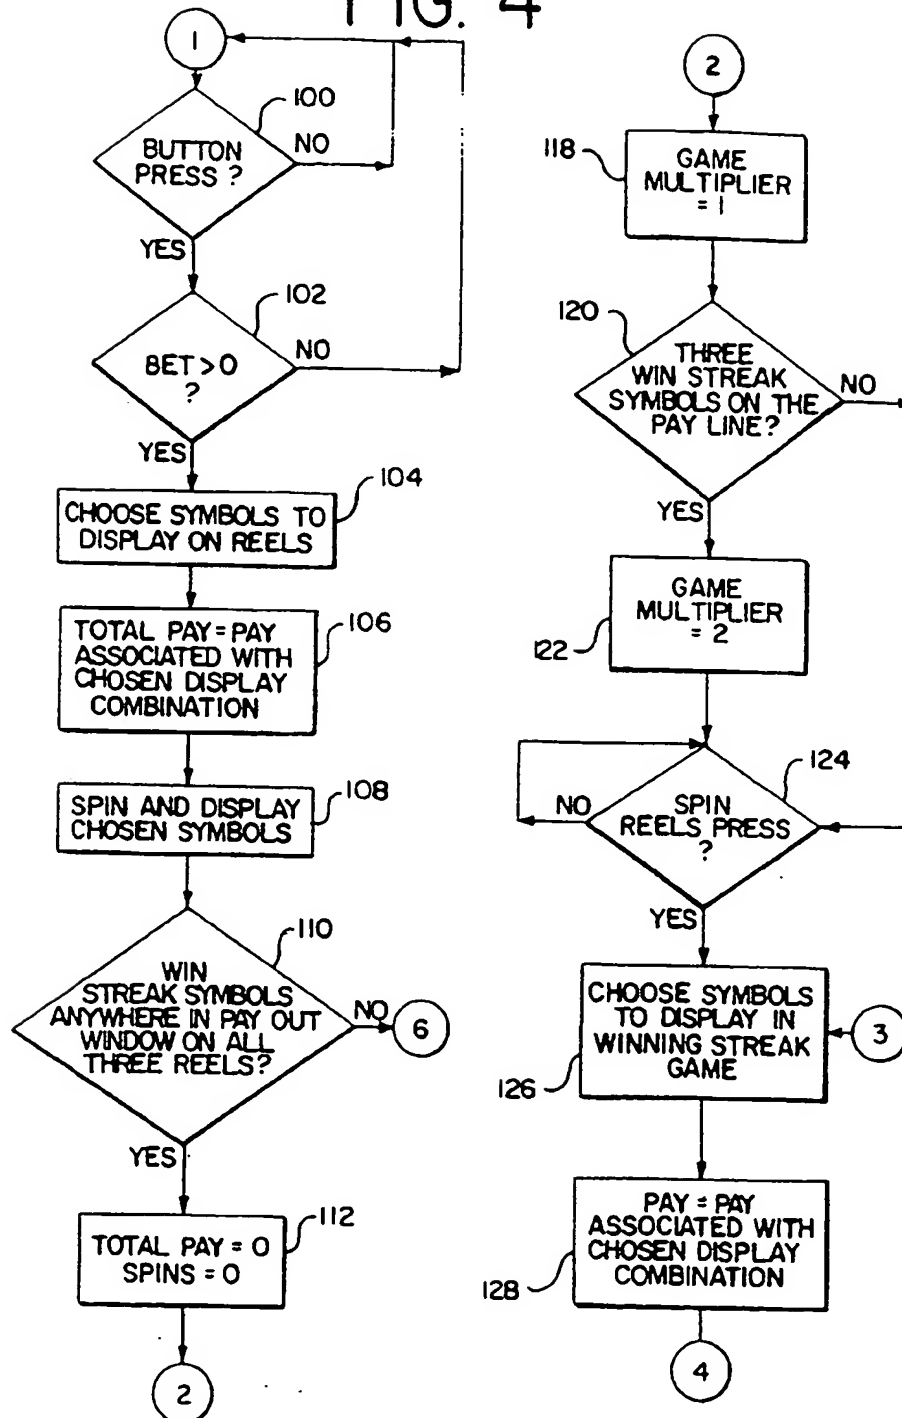 FIG. 4
1
100
BUTTON
PRESS ?
NO
YES
102
BET > 0
?
NO
YES
104
CHOOSE SYMBOLS TO
DISPLAY ON REELS
106
TOTAL PAY = PAY
ASSOCIATED WITH
CHOSEN DISPLAY
COMBINATION
108
SPIN AND DISPLAY
CHOSEN SYMBOLS
110
WIN
STREAK SYMBOLS
ANYWHERE IN PAY OUT
WINDOW ON ALL
THREE REELS?
NO
6
YES
112
TOTAL PAY = 0
SPINS = 0
2
2
118
GAME
MULTIPLIER
= 1
120
THREE
WIN STREAK
SYMBOLS ON THE
PAY LINE?
NO
YES
GAME
MULTIPLIER
= 2
122
124
SPIN
REELS PRESS
?
NO
YES
CHOOSE SYMBOLS
TO DISPLAY IN
WINNING STREAK
GAME
3
126
PAY = PAY
ASSOCIATED WITH
CHOSEN DISPLAY
COMBINATION
128
4